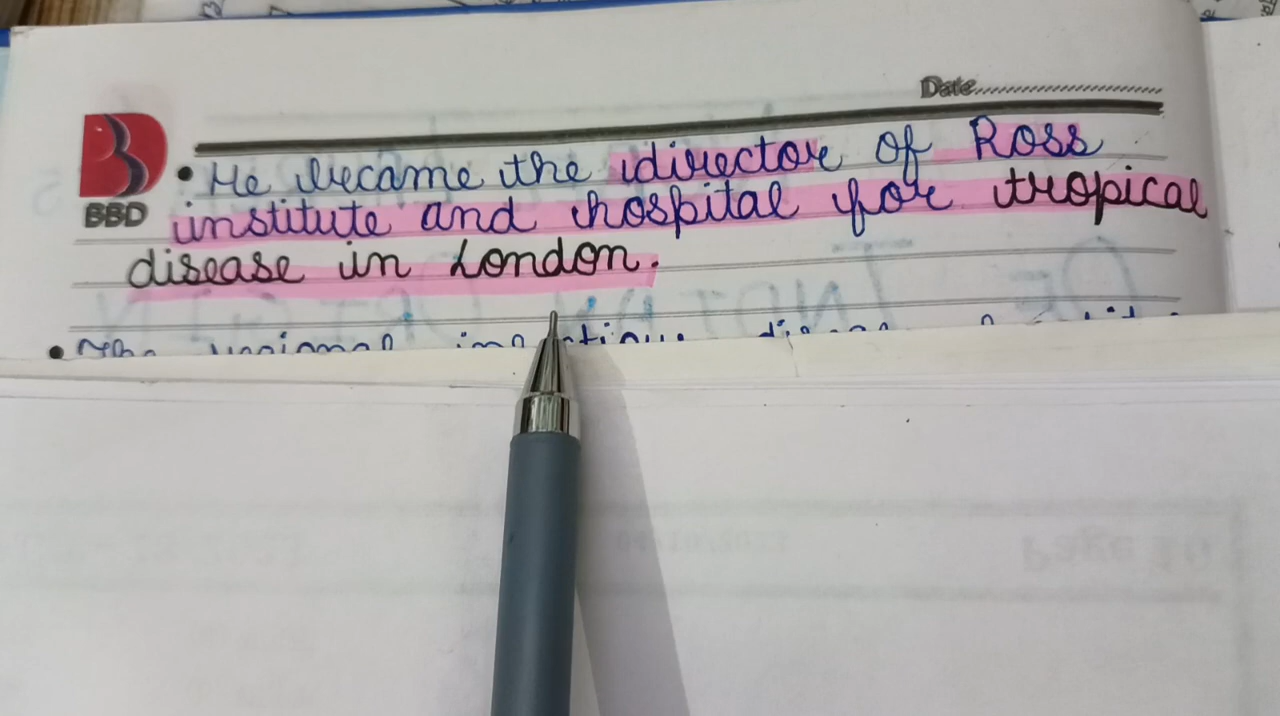 Date
BBD
• He became the director of Ross
institute and hospital for tropical
disease in London.